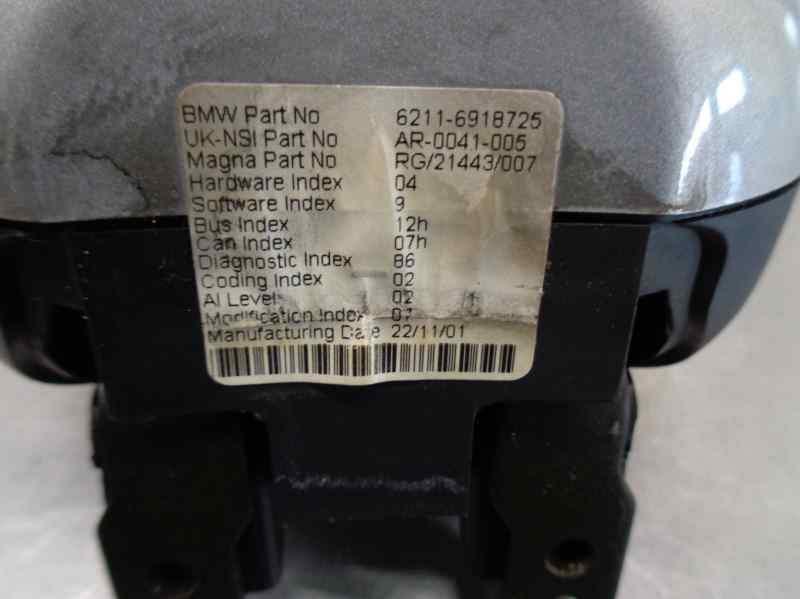 BMW Part No 6211-6918725
UK-NSI Part No AR-0041-005
Magna Part No RG/21443/007
Hardware Index 04
Software Index 9
Bus Index 12h
Can Index 07h
Diagnostic Index 86
Coding Index 02
AI Level 02
Modification Index 07
Manufacturing Date 22/11/01